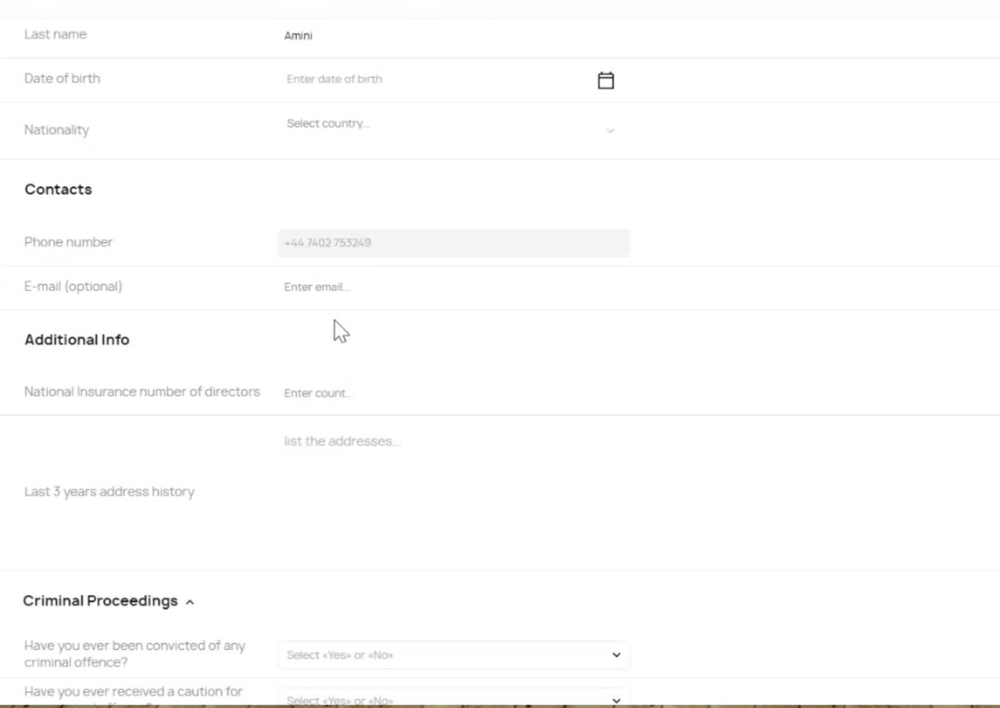 Last name Amini
Date of birth Enter date of birth
Nationality Select country...
Contacts
Phone number +44 7402 753249
E-mail (optional) Enter email...
Additional Info
National Insurance number of directors Enter count...
list the addresses...
Last 3 years address history
Criminal Proceedings
Have you ever been convicted of any
criminal offence?
Select «Yes» or «No»
Have you ever received a caution for
Select «Yes» or «No»